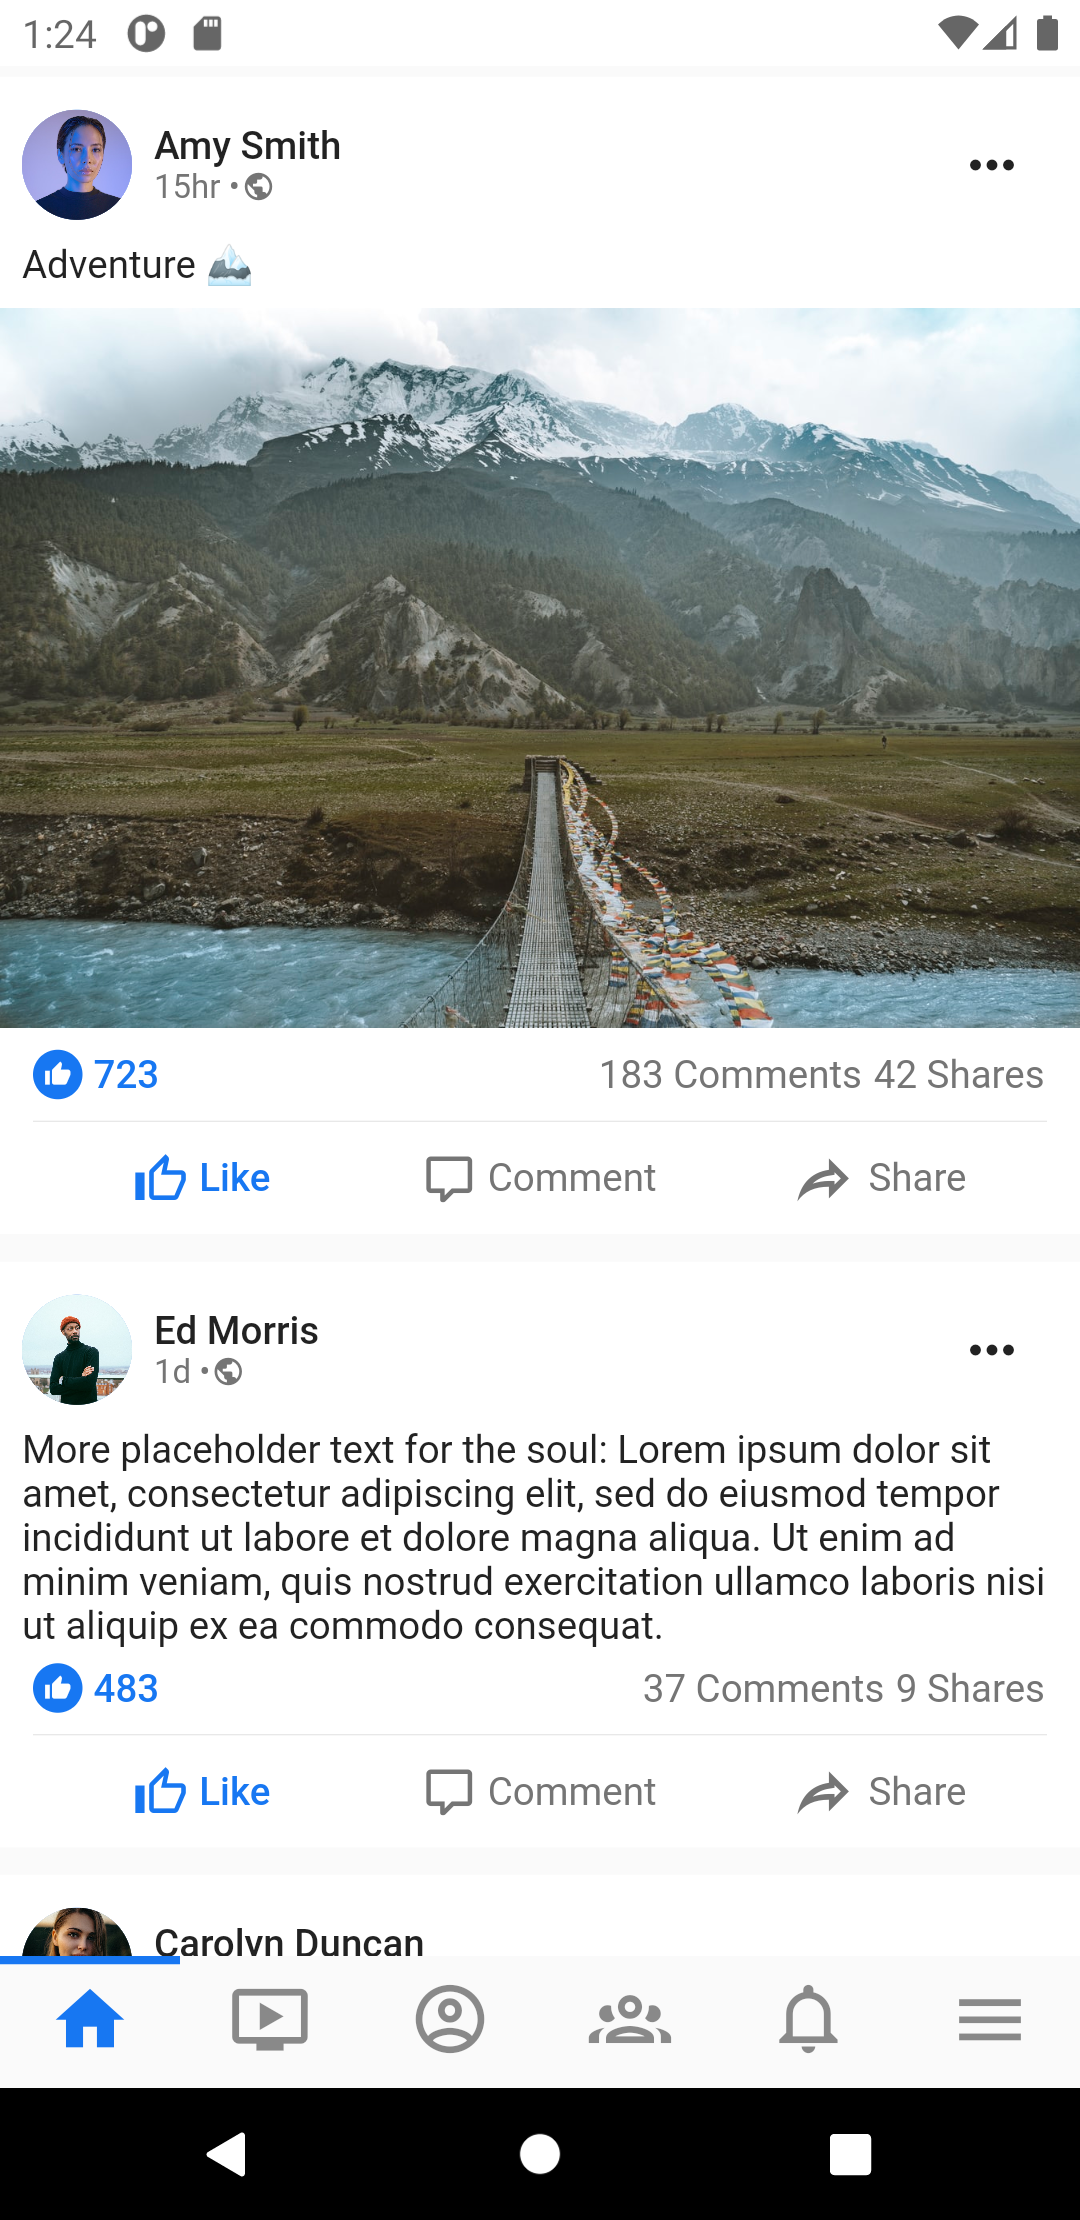 1:24
Amy Smith
15hr •
Adventure 🏔️
723
183 Comments 42 Shares
Like Comment Share
Ed Morris
1d •
More placeholder text for the soul: Lorem ipsum dolor sit
amet, consectetur adipiscing elit, sed do eiusmod tempor
incididunt ut labore et dolore magna aliqua. Ut enim ad
minim veniam, quis nostrud exercitation ullamco laboris nisi
ut aliquip ex ea commodo consequat.
483
37 Comments 9 Shares
Like Comment Share
Carolyn Duncan